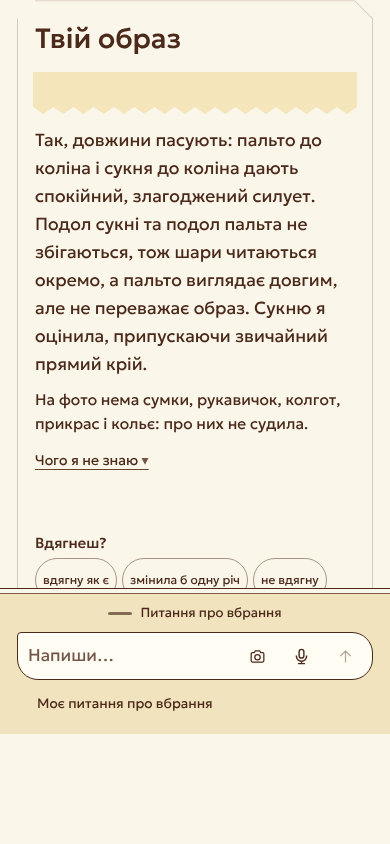 Твій образ
Так, довжини пасують: пальто до
коліна і сукня до коліна дають
спокійний, злагоджений силует.
Подол сукні та подол пальта не
збігаються, тож шари читаються
окремо, а пальто виглядає довгим,
але не переважає образ. Сукню я
оцінила, припускаючи звичайний
прямий крій.
На фото нема сумки, рукавичок, колгот,
прикрас і кольє: про них не судила.
Чого я не знаю ▾
Вдягнеш?
вдягну як є змінила б одну річ не вдягну
Питання про вбрання
Напиши...
Моє питання про вбрання